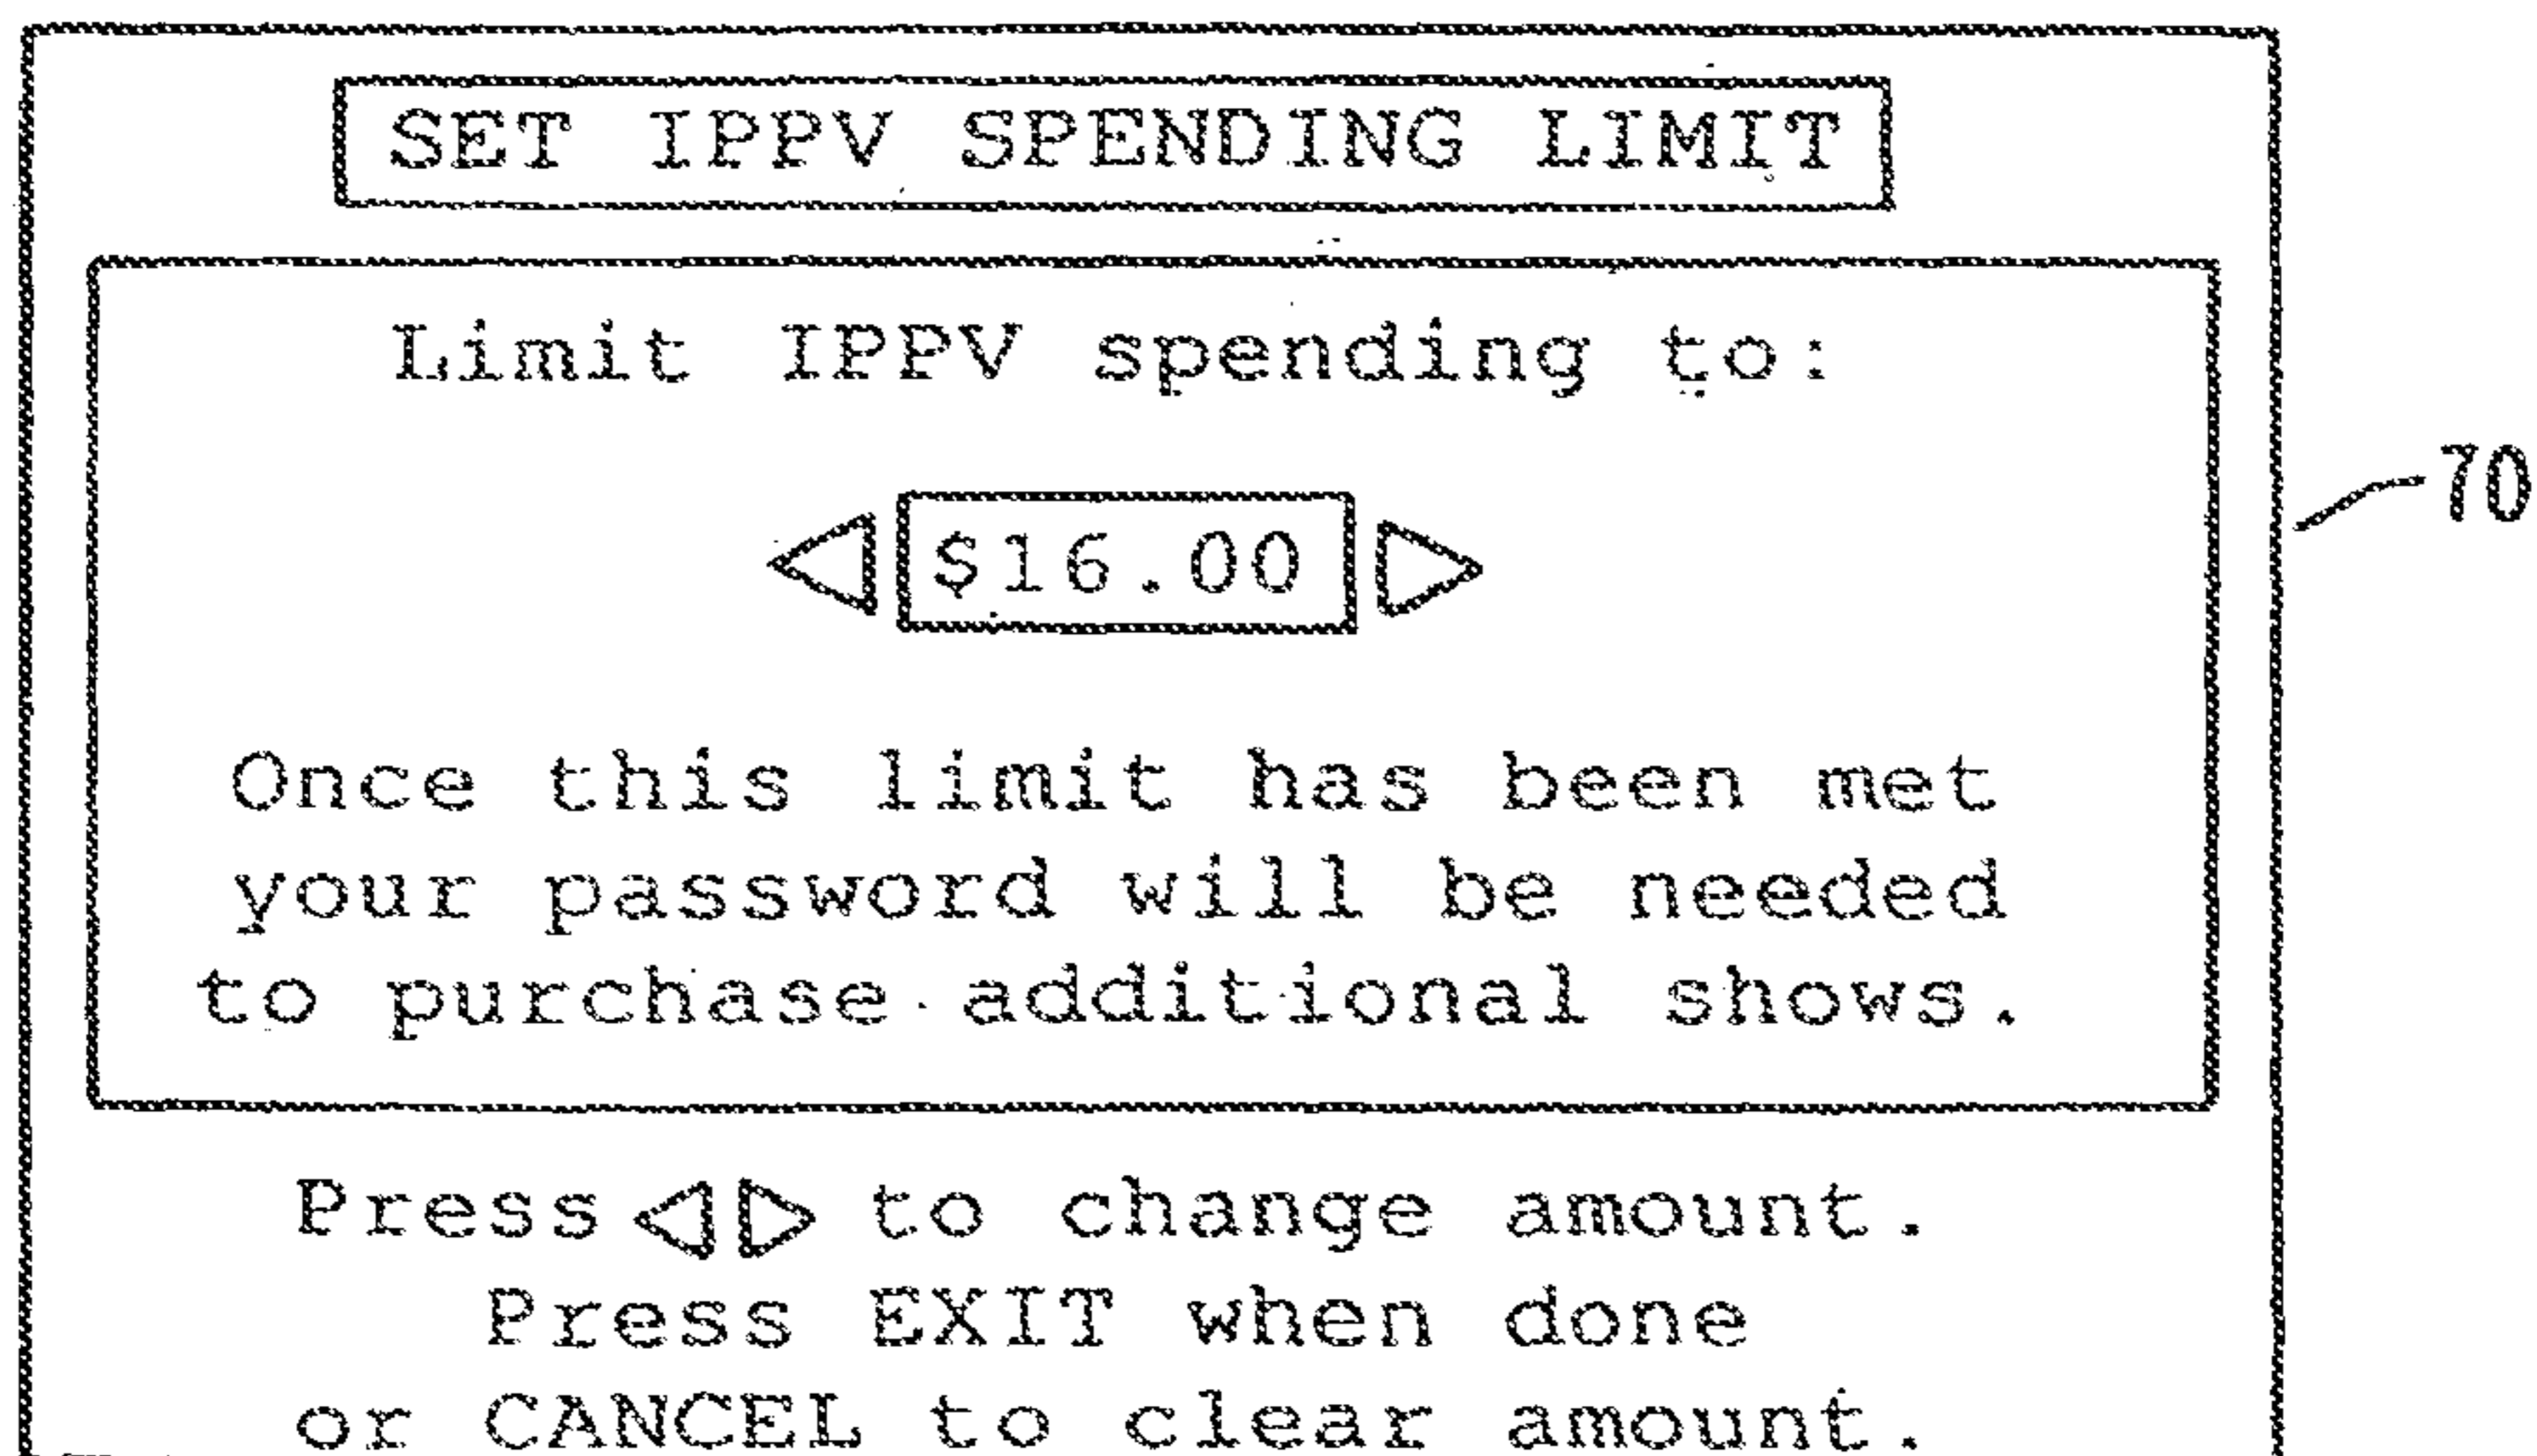 SET IPPV SPENDING LIMIT
Limit IPPV spending to:
70
◁ $16.00 ▷
Once this limit has been met
your password will be needed
to purchase additional shows.
Press ◁▷ to change amount.
Press EXIT when done
or CANCEL to clear amount.